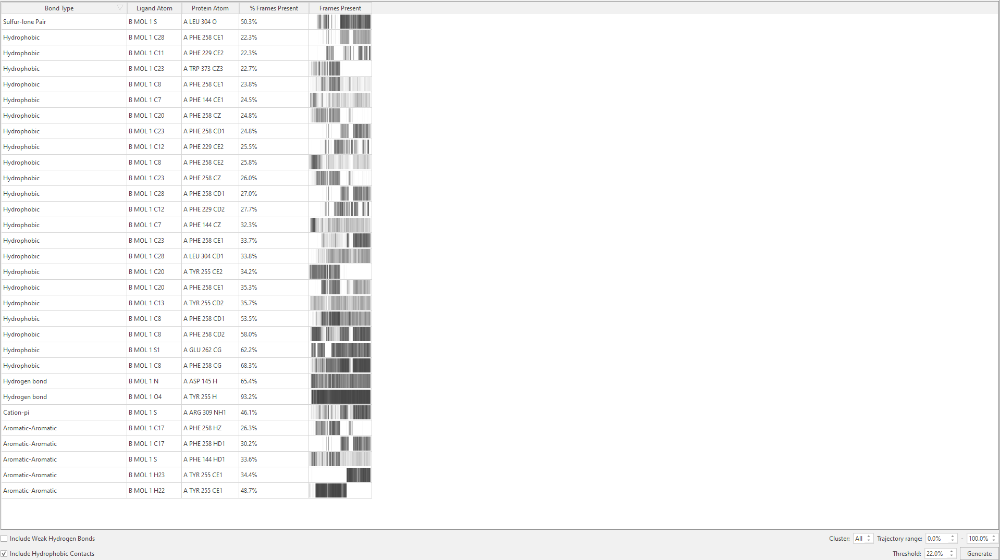 Bond Type Ligand Atom Protein Atom % Frames Present Frames Present
Sulfur-lone Pair B MOL 1 S A LEU 304 O 50.3%
Hydrophobic B MOL 1 C28 A PHE 258 CE1 22.3%
Hydrophobic B MOL 1 C11 A PHE 229 CE2 22.3%
Hydrophobic B MOL 1 C23 A TRP 373 CZ3 22.7%
Hydrophobic B MOL 1 C8 A PHE 258 CE1 23.8%
Hydrophobic B MOL 1 C7 A PHE 144 CE1 24.5%
Hydrophobic B MOL 1 C20 A PHE 258 CZ 24.8%
Hydrophobic B MOL 1 C23 A PHE 258 CD1 24.8%
Hydrophobic B MOL 1 C12 A PHE 229 CE2 25.5%
Hydrophobic B MOL 1 C8 A PHE 258 CE2 25.8%
Hydrophobic B MOL 1 C23 A PHE 258 CZ 26.0%
Hydrophobic B MOL 1 C28 A PHE 258 CD1 27.0%
Hydrophobic B MOL 1 C12 A PHE 229 CD2 27.7%
Hydrophobic B MOL 1 C7 A PHE 144 CZ 32.3%
Hydrophobic B MOL 1 C23 A PHE 258 CE1 33.7%
Hydrophobic B MOL 1 C28 A LEU 304 CD1 33.8%
Hydrophobic B MOL 1 C20 A TYR 255 CE2 34.2%
Hydrophobic B MOL 1 C20 A PHE 258 CE1 35.3%
Hydrophobic B MOL 1 C13 A TYR 255 CD2 35.7%
Hydrophobic B MOL 1 C8 A PHE 258 CD1 53.5%
Hydrophobic B MOL 1 C8 A PHE 258 CD2 58.0%
Hydrophobic B MOL 1 S1 A GLU 262 CG 62.2%
Hydrophobic B MOL 1 C8 A PHE 258 CG 68.3%
Hydrogen bond B MOL 1 N A ASP 145 H 65.4%
Hydrogen bond B MOL 1 O4 A TYR 255 H 93.2%
Cation-pi B MOL 1 S A ARG 309 NH1 46.1%
Aromatic-Aromatic B MOL 1 C17 A PHE 258 HZ 26.3%
Aromatic-Aromatic B MOL 1 C17 A PHE 258 HD1 30.2%
Aromatic-Aromatic B MOL 1 S A PHE 144 HD1 33.6%
Aromatic-Aromatic B MOL 1 H23 A TYR 255 CE1 34.4%
Aromatic-Aromatic B MOL 1 H22 A TYR 255 CE1 48.7%
Include Weak Hydrogen Bonds Cluster: All Trajectory range: 0.0% - 100.0%
Include Hydrophobic Contacts Threshold: 22.0% Generate